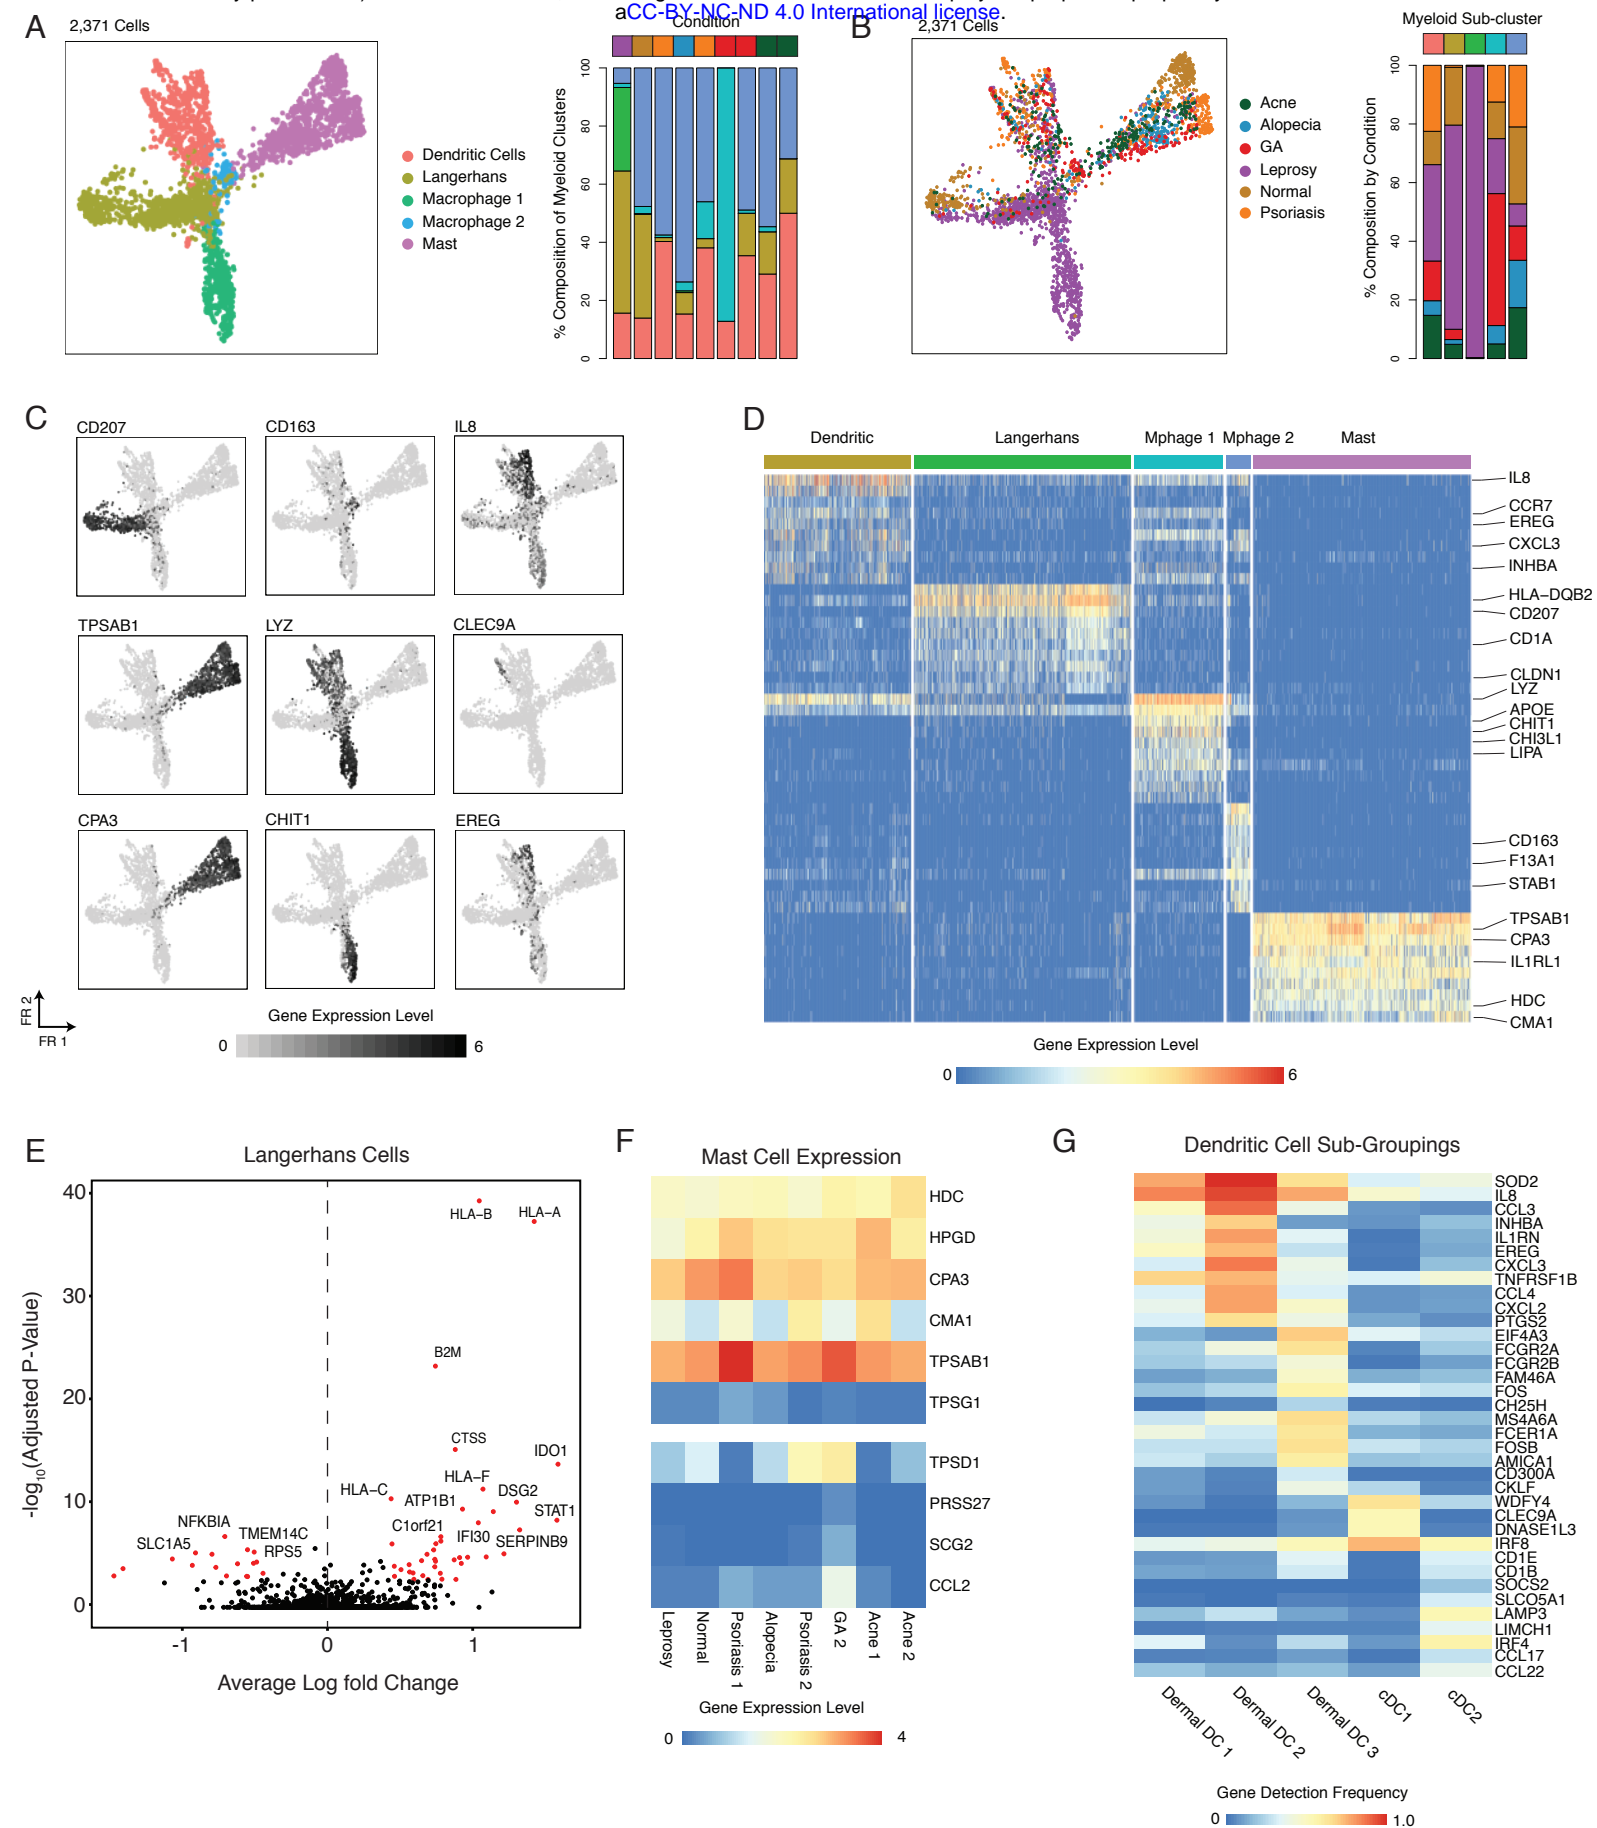 aCC-BY-NC-ND 4.0 International license.
A
2,371 Cells
Dendritic Cells
Langerhans
Macrophage 1
Macrophage 2
Mast
Condition
% Composiition of Myeloid Clusters
0
20
40
60
80
100
B
2,371 Cells
Acne
Alopecia
GA
Leprosy
Normal
Psoriasis
Myeloid Sub-cluster
% Composition by Condition
0
20
40
60
80
100
C
CD207
CD163
IL8
TPSAB1
LYZ
CLEC9A
CPA3
CHIT1
EREG
FR 2
FR 1
Gene Expression Level
0
6
D
Dendritic
Langerhans
Mphage 1
Mphage 2
Mast
IL8
CCR7
EREG
CXCL3
INHBA
HLA-DQB2
CD207
CD1A
CLDN1
LYZ
APOE
CHIT1
CHI3L1
LIPA
CD163
F13A1
STAB1
TPSAB1
CPA3
IL1RL1
HDC
CMA1
Gene Expression Level
0
6
E
Langerhans Cells
-log10(Adjusted P-Value)
40
30
20
10
0
-1
0
1
Average Log fold Change
HLA-B
HLA-A
B2M
CTSS
IDO1
HLA-F
HLA-C
ATP1B1
DSG2
STAT1
C1orf21
IFI30
SERPINB9
NFKBIA
TMEM14C
SLC1A5
RPS5
F
Mast Cell Expression
HDC
HPGD
CPA3
CMA1
TPSAB1
TPSG1
TPSD1
PRSS27
SCG2
CCL2
Leprosy
Normal
Psoriasis 1
Alopecia
Psoriasis 2
GA 2
Acne 1
Acne 2
Gene Expression Level
0
4
G
Dendritic Cell Sub-Groupings
SOD2
IL8
CCL3
INHBA
IL1RN
EREG
CXCL3
TNFRSF1B
CCL4
CXCL2
PTGS2
EIF4A3
FCGR2A
FCGR2B
FAM46A
FOS
CH25H
MS4A6A
FCER1A
FOSB
AMICA1
CD300A
CKLF
WDFY4
CLEC9A
DNASE1L3
IRF8
CD1E
CD1B
SOCS2
SLCO5A1
LAMP3
LIMCH1
IRF4
CCL17
CCL22
Dermal DC 1
Dermal DC 2
Dermal DC 3
cDC1
cDC2
Gene Detection Frequency
0
1.0